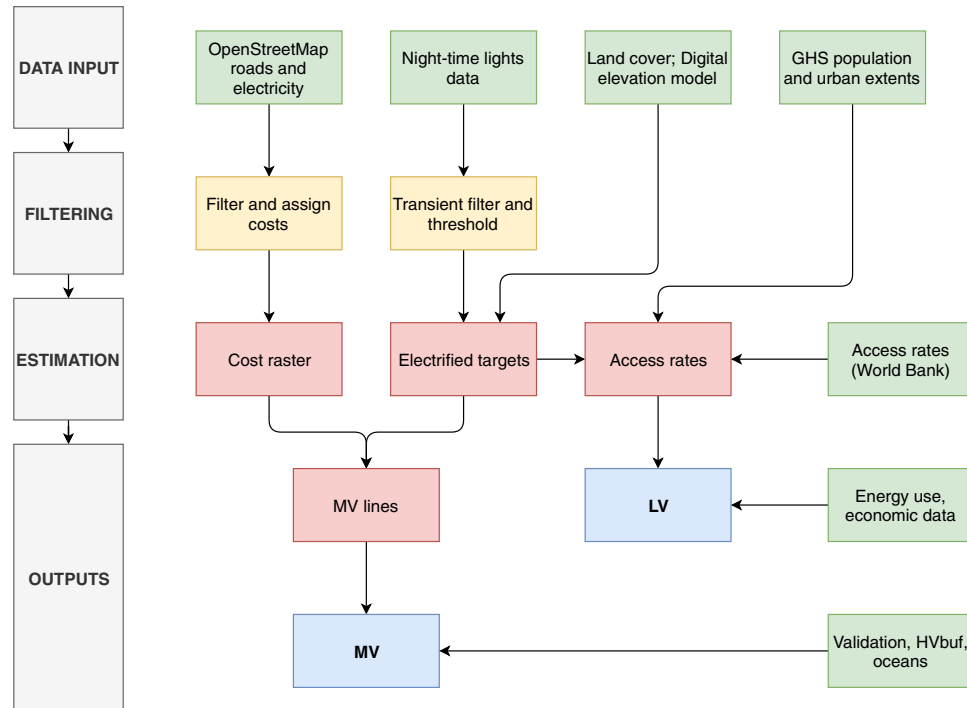 DATA INPUT
OpenStreetMap
roads and
electricity
Night-time lights
data
Land cover; Digital
elevation model
GHS population
and urban extents
FILTERING
Filter and assign
costs
Transient filter and
threshold
ESTIMATION
Cost raster
Electrified targets
Access rates
Access rates
(World Bank)
OUTPUTS
MV lines
LV
Energy use,
economic data
MV
Validation, HVbuf,
oceans